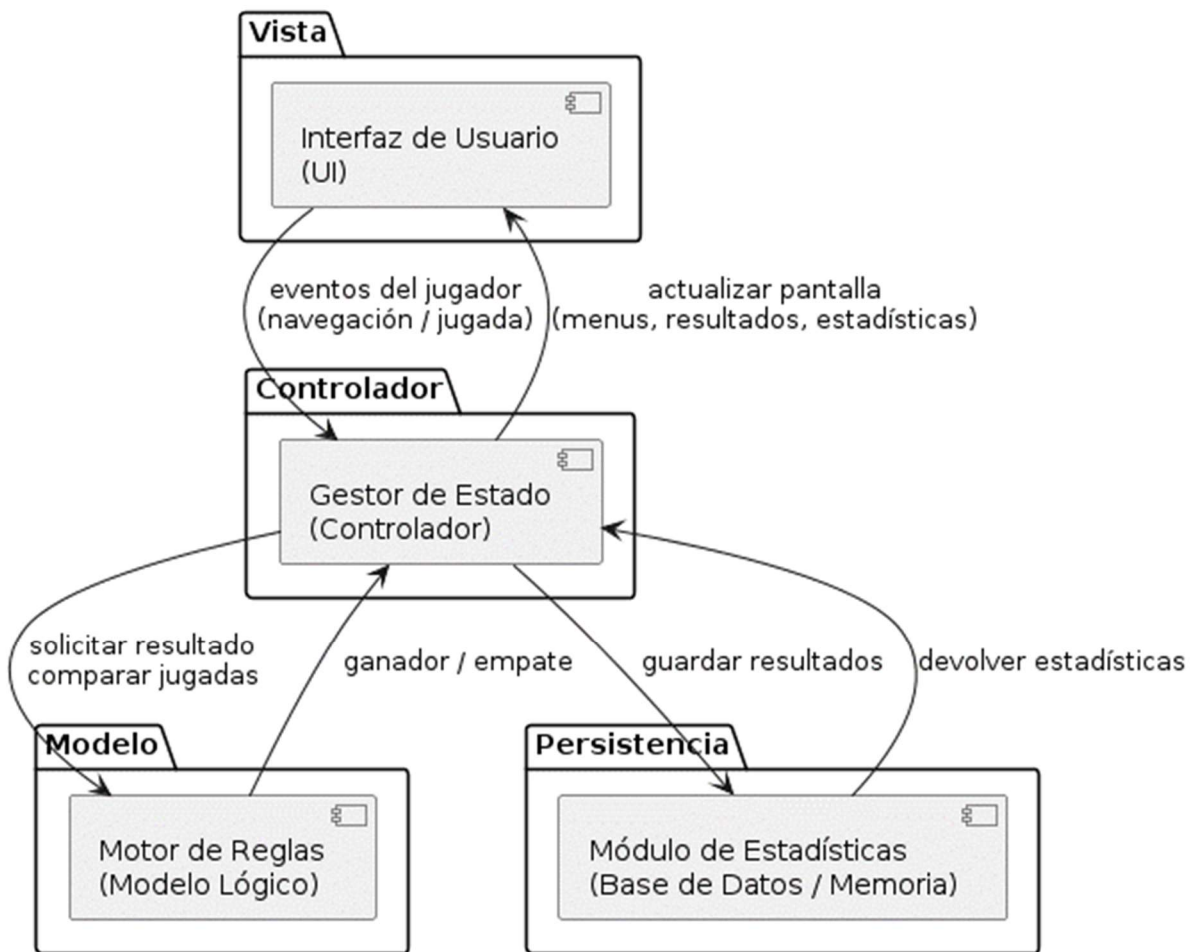 Vista
Interfaz de Usuario
(UI)
eventos del jugador
(navegación / jugada)
actualizar pantalla
(menus, resultados, estadísticas)
Controlador
Gestor de Estado
(Controlador)
solicitar resultado
comparar jugadas
ganador / empate
guardar resultados
devolver estadísticas
Modelo
Motor de Reglas
(Modelo Lógico)
Persistencia
Módulo de Estadísticas
(Base de Datos / Memoria)